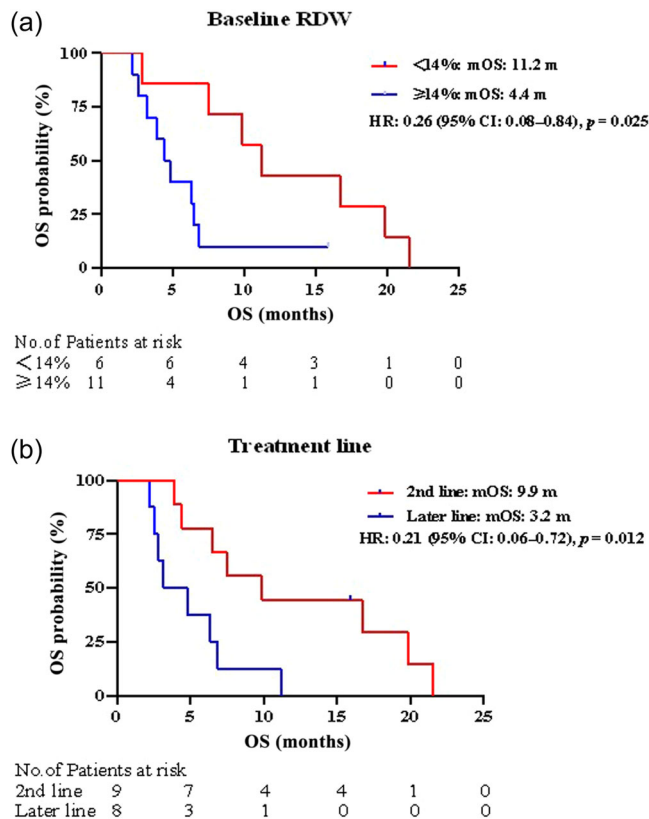 (a)
Baseline RDW
<14%: mOS: 11.2 m
≥14%: mOS: 4.4 m
HR: 0.26 (95% CI: 0.08–0.84), p = 0.025
OS probability (%)
100
75
50
25
0
0 5 10 15 20 25
OS (months)
No.of Patients at risk
<14% 6 6 4 3 1 0
⩾14% 11 4 1 1 0 0
(b)
Treatment line
2nd line: mOS: 9.9 m
Later line: mOS: 3.2 m
HR: 0.21 (95% CI: 0.06–0.72), p = 0.012
OS probability (%)
100
75
50
25
0
0 5 10 15 20 25
OS (months)
No.of Patients at risk
2nd line 9 7 4 4 1 0
Later line 8 3 1 0 0 0